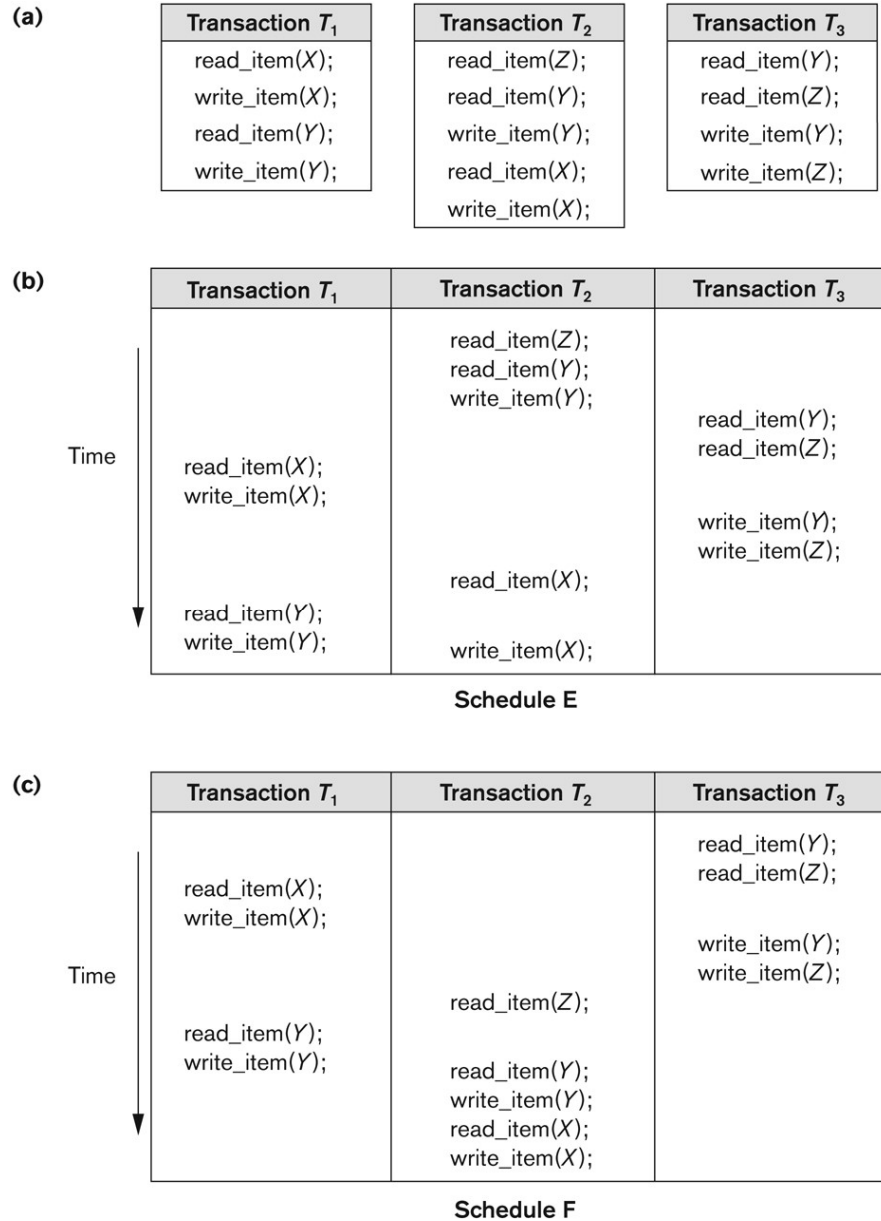 (a)
Transaction T1 Transaction T2 Transaction T3
read_item(X); read_item(Z); read_item(Y);
write_item(X); read_item(Y); read_item(Z);
read_item(Y); write_item(Y); write_item(Y);
write_item(Y); read_item(X); write_item(Z);
write_item(X);
(b)
Transaction T1 Transaction T2 Transaction T3
read_item(Z);
read_item(Y);
write_item(Y);
read_item(Y);
read_item(Z);
Time
read_item(X);
write_item(X);
write_item(Y);
write_item(Z);
read_item(X);
read_item(Y);
write_item(Y); write_item(X);
Schedule E
(c)
Transaction T1 Transaction T2 Transaction T3
read_item(Y);
read_item(Z);
read_item(X);
write_item(X);
write_item(Y);
Time write_item(Z);
read_item(Z);
read_item(Y);
write_item(Y); read_item(Y);
write_item(Y);
read_item(X);
write_item(X);
Schedule F